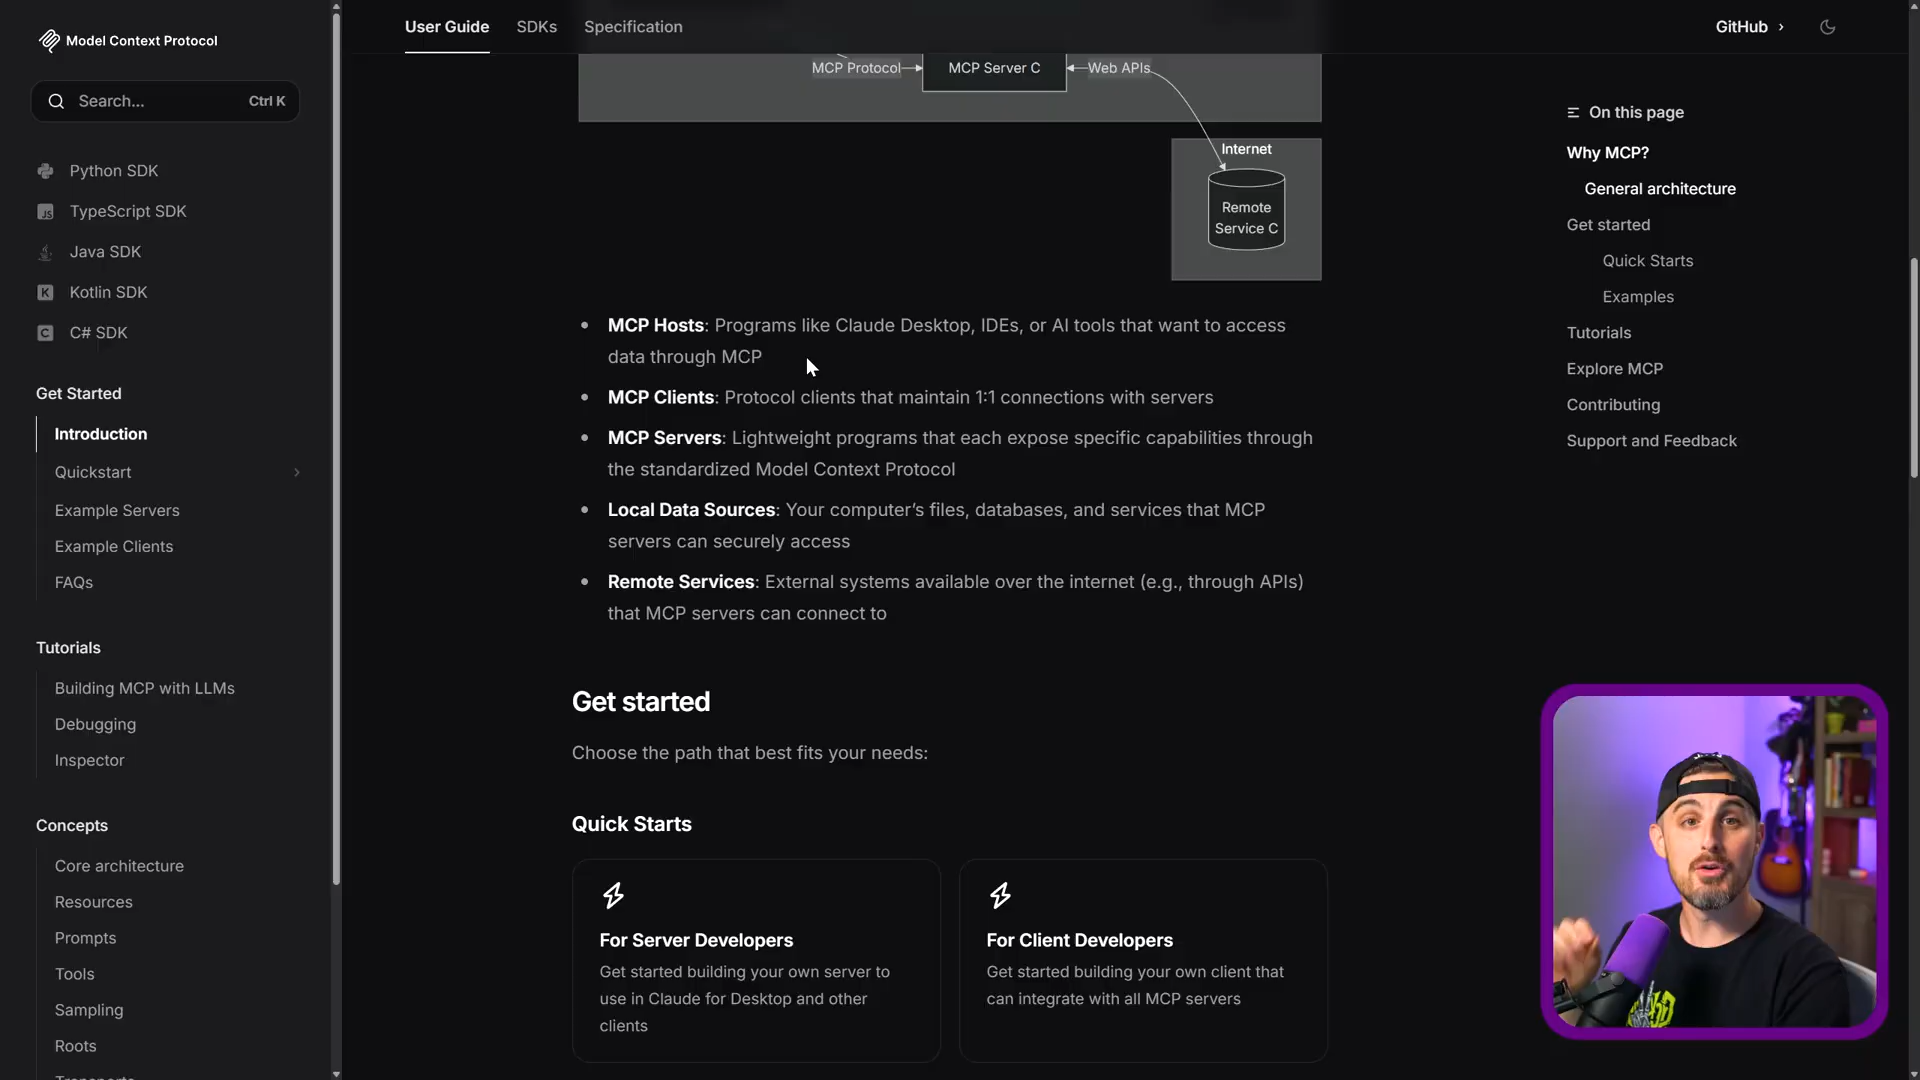 Model Context Protocol
Search...
Ctrl K
Python SDK
TypeScript SDK
Java SDK
Kotlin SDK
C# SDK
Get Started
Introduction
Quickstart
Example Servers
Example Clients
FAQs
Tutorials
Building MCP with LLMs
Debugging
Inspector
Concepts
Core architecture
Resources
Prompts
Tools
Sampling
Roots
User Guide
SDKs
Specification
GitHub
MCP Protocol
MCP Server C
Web APIs
Internet
Remote
Service C
MCP Hosts: Programs like Claude Desktop, IDEs, or AI tools that want to access
data through MCP
MCP Clients: Protocol clients that maintain 1:1 connections with servers
MCP Servers: Lightweight programs that each expose specific capabilities through
the standardized Model Context Protocol
Local Data Sources: Your computer’s files, databases, and services that MCP
servers can securely access
Remote Services: External systems available over the internet (e.g., through APIs)
that MCP servers can connect to
Get started
Choose the path that best fits your needs:
Quick Starts
For Server Developers
Get started building your own server to
use in Claude for Desktop and other
clients
For Client Developers
Get started building your own client that
can integrate with all MCP servers
On this page
Why MCP?
General architecture
Get started
Quick Starts
Examples
Tutorials
Explore MCP
Contributing
Support and Feedback